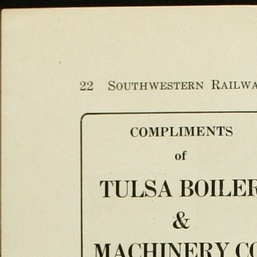 22 Southwestern Railwa
COMPLIMENTS
of
TULSA BOILER
&
MACHINERY CO